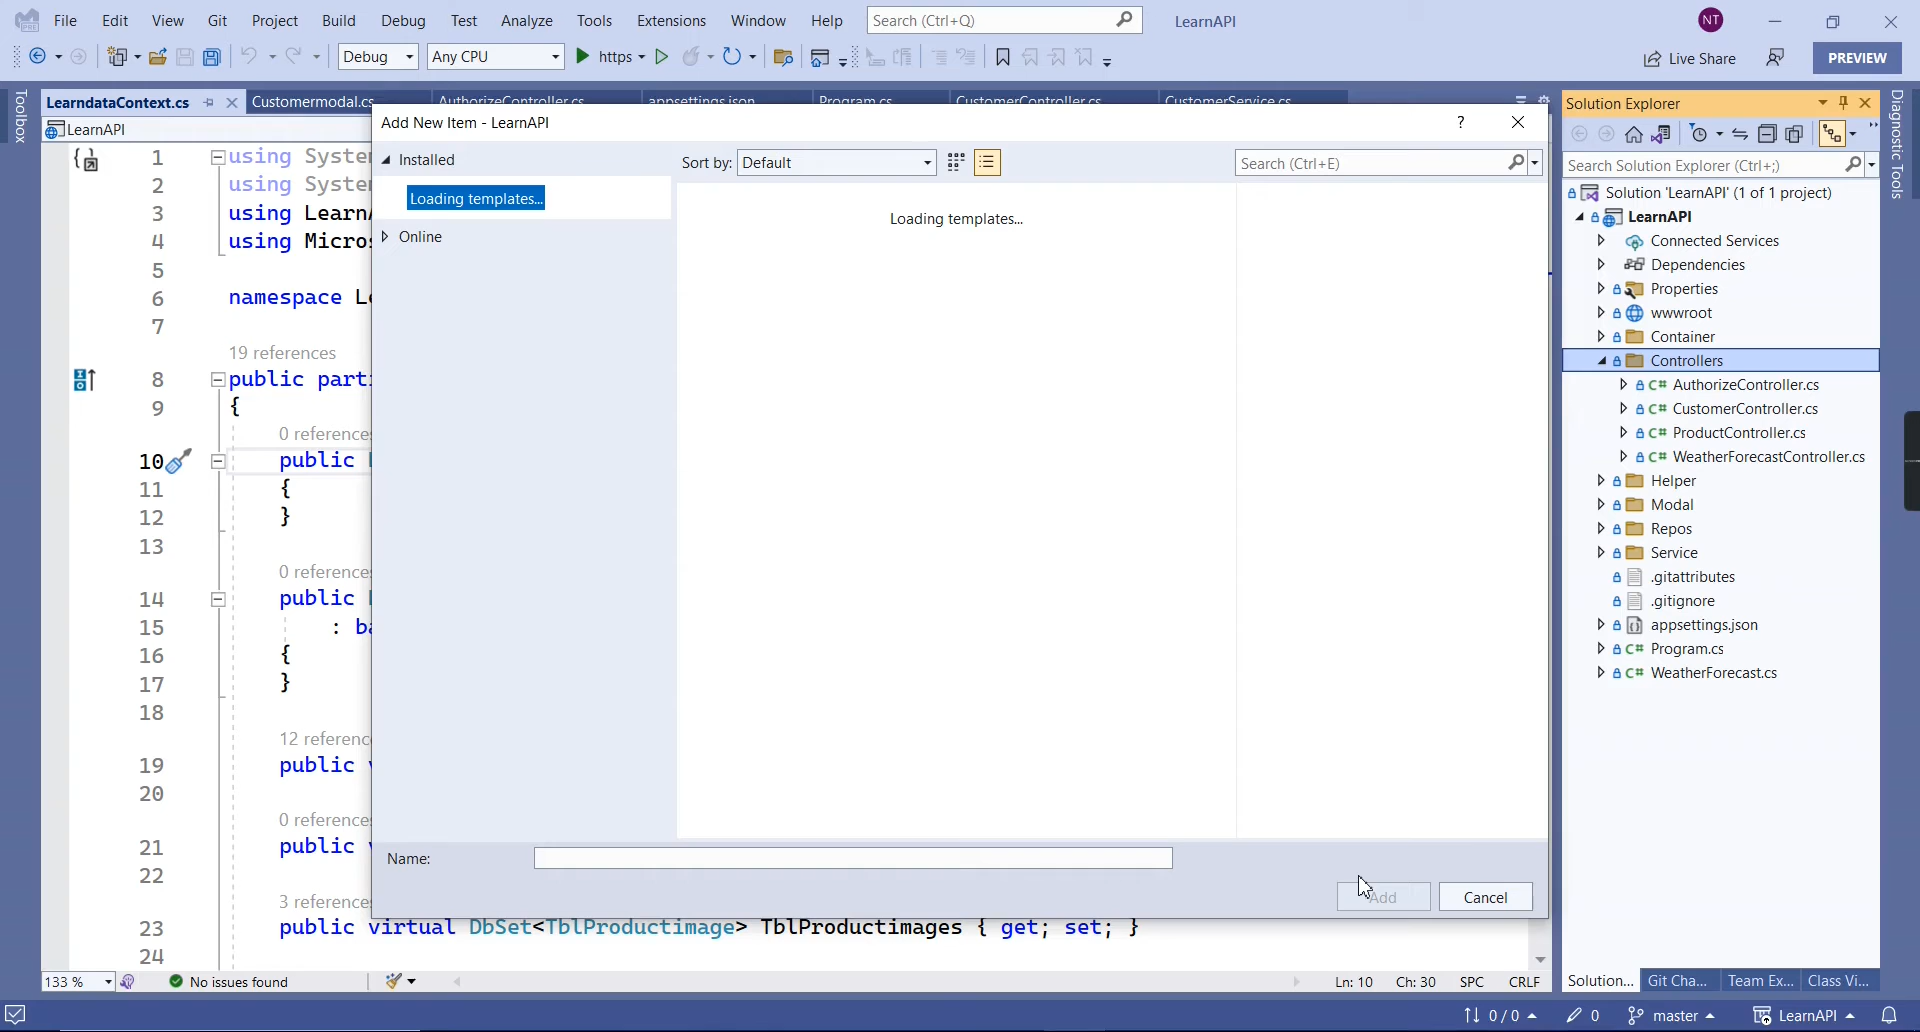 File Edit View Git Project Build Debug Test Analyze Tools Extensions Window Help Search (Ctrl+Q) LearnAPI NT
Debug Any CPU https Live Share PREVIEW
Toolbox
LearndataContext.cs Customermodal.cs AuthorizeController.cs appsettings.json Program.cs CustomerController.cs CustomerService.cs
LearnAPI
1 using System
2 using System
3 using Learn
4 using Micros
5
6 namespace Le
7
19 references
8 public parti
9 {
0 references
10 public
11 {
12 }
13
0 references
14 public
15 : ba
16 {
17 }
18
12 referenc
19 public v
20
0 references
21 public v
22
3 references
23 public virtual DbSet<TblProductimage> TblProductimages { get; set; }
24
133 % No issues found Ln: 10 Ch: 30 SPC CRLF
Add New Item - LearnAPI ?
Installed
Loading templates...
Online
Sort by: Default Search (Ctrl+E)
Loading templates...
Name:
Add Cancel
Solution Explorer
Search Solution Explorer (Ctrl+;)
Solution 'LearnAPI' (1 of 1 project)
LearnAPI
Connected Services
Dependencies
Properties
wwwroot
Container
Controllers
C# AuthorizeController.cs
C# CustomerController.cs
C# ProductController.cs
C# WeatherForecastController.cs
Helper
Modal
Repos
Service
.gitattributes
.gitignore
appsettings.json
C# Program.cs
C# WeatherForecast.cs
Solution... Git Cha... Team Ex... Class Vi...
Diagnostic Tools
0 / 0 0 master LearnAPI